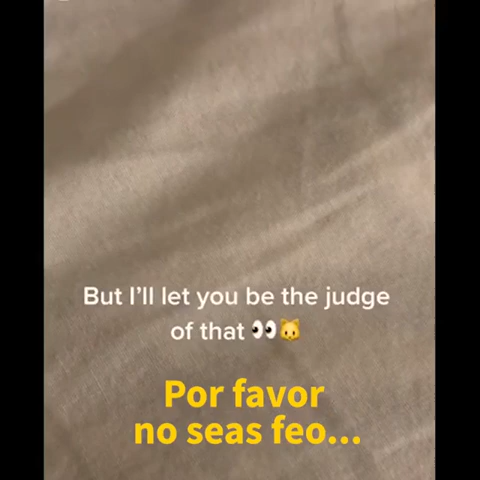 But I’ll let you be the judge
of that 👀🐱
Por favor
no seas feo...